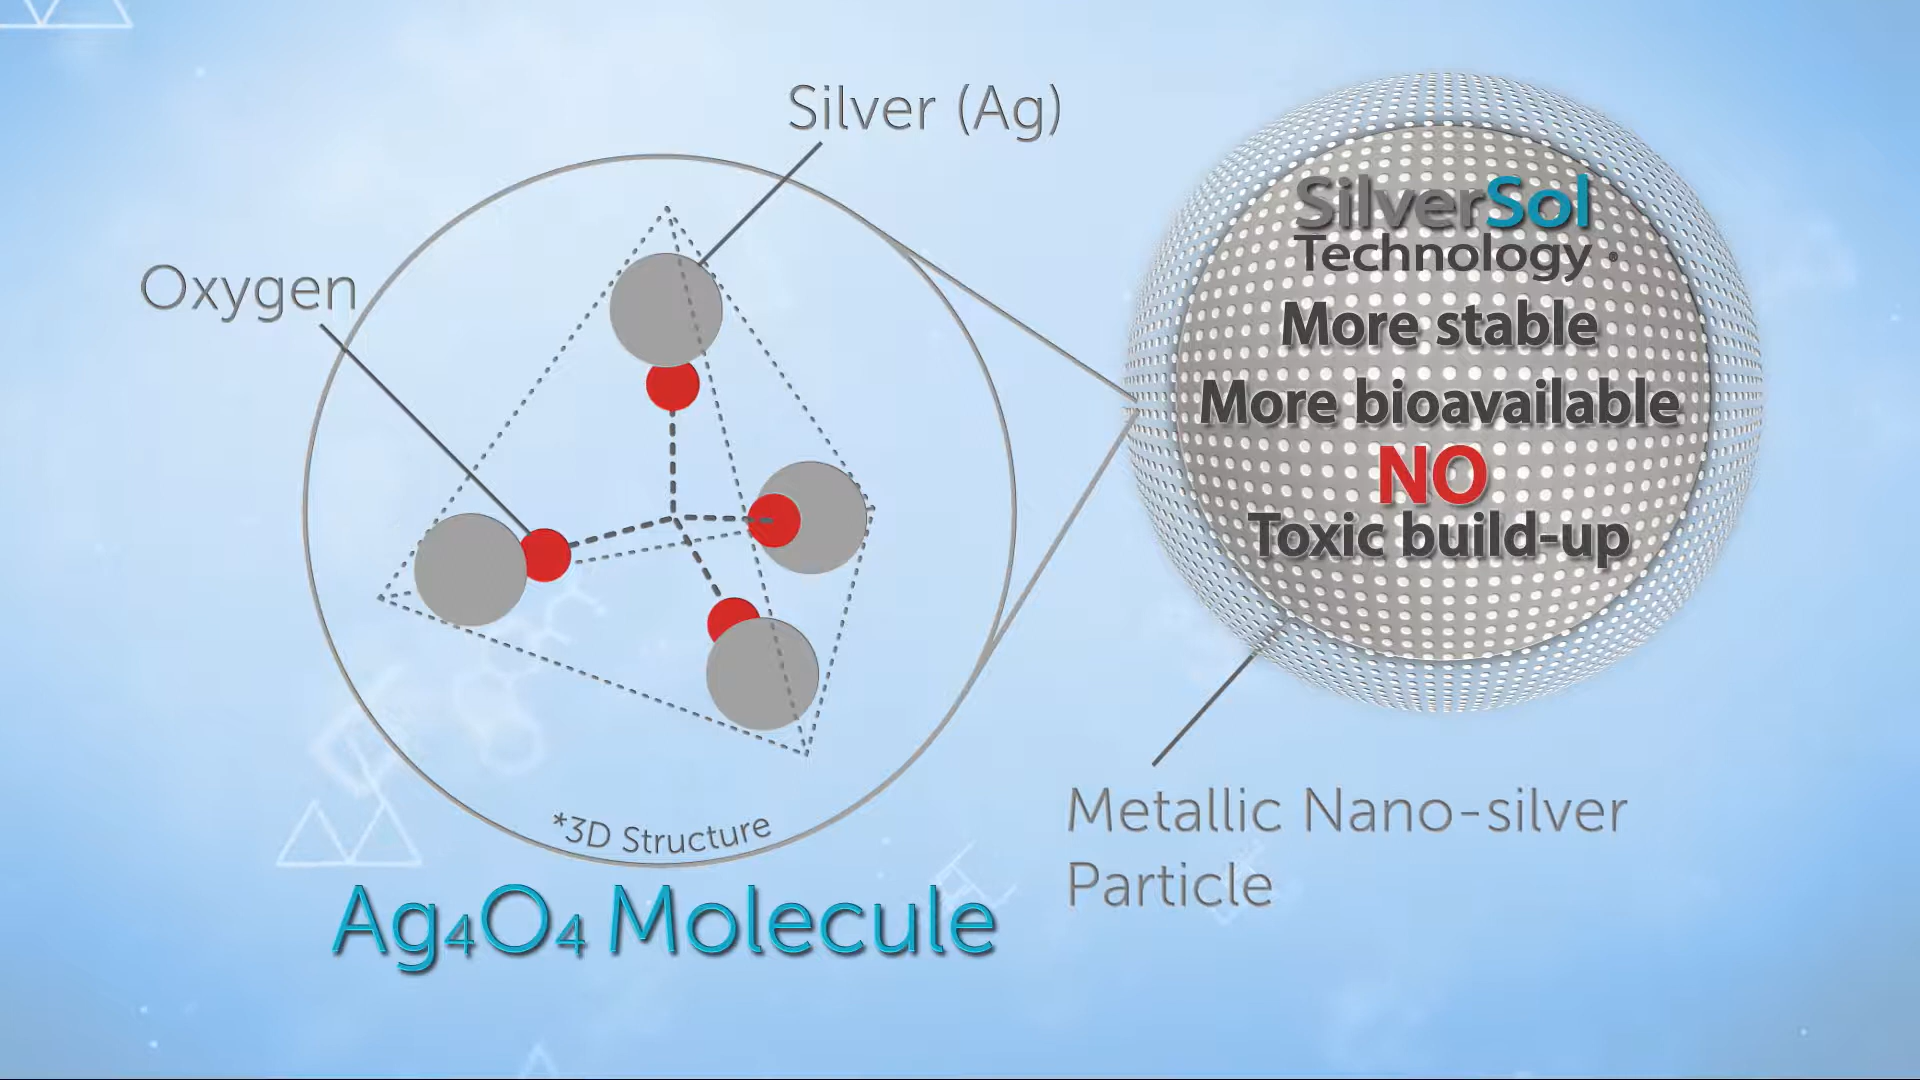 Silver (Ag)
Oxygen
*3D Structure
Ag₄O₄ Molecule
SilverSol
Technology
More stable
More bioavailable
NO
Toxic build-up
Metallic Nano-silver
Particle